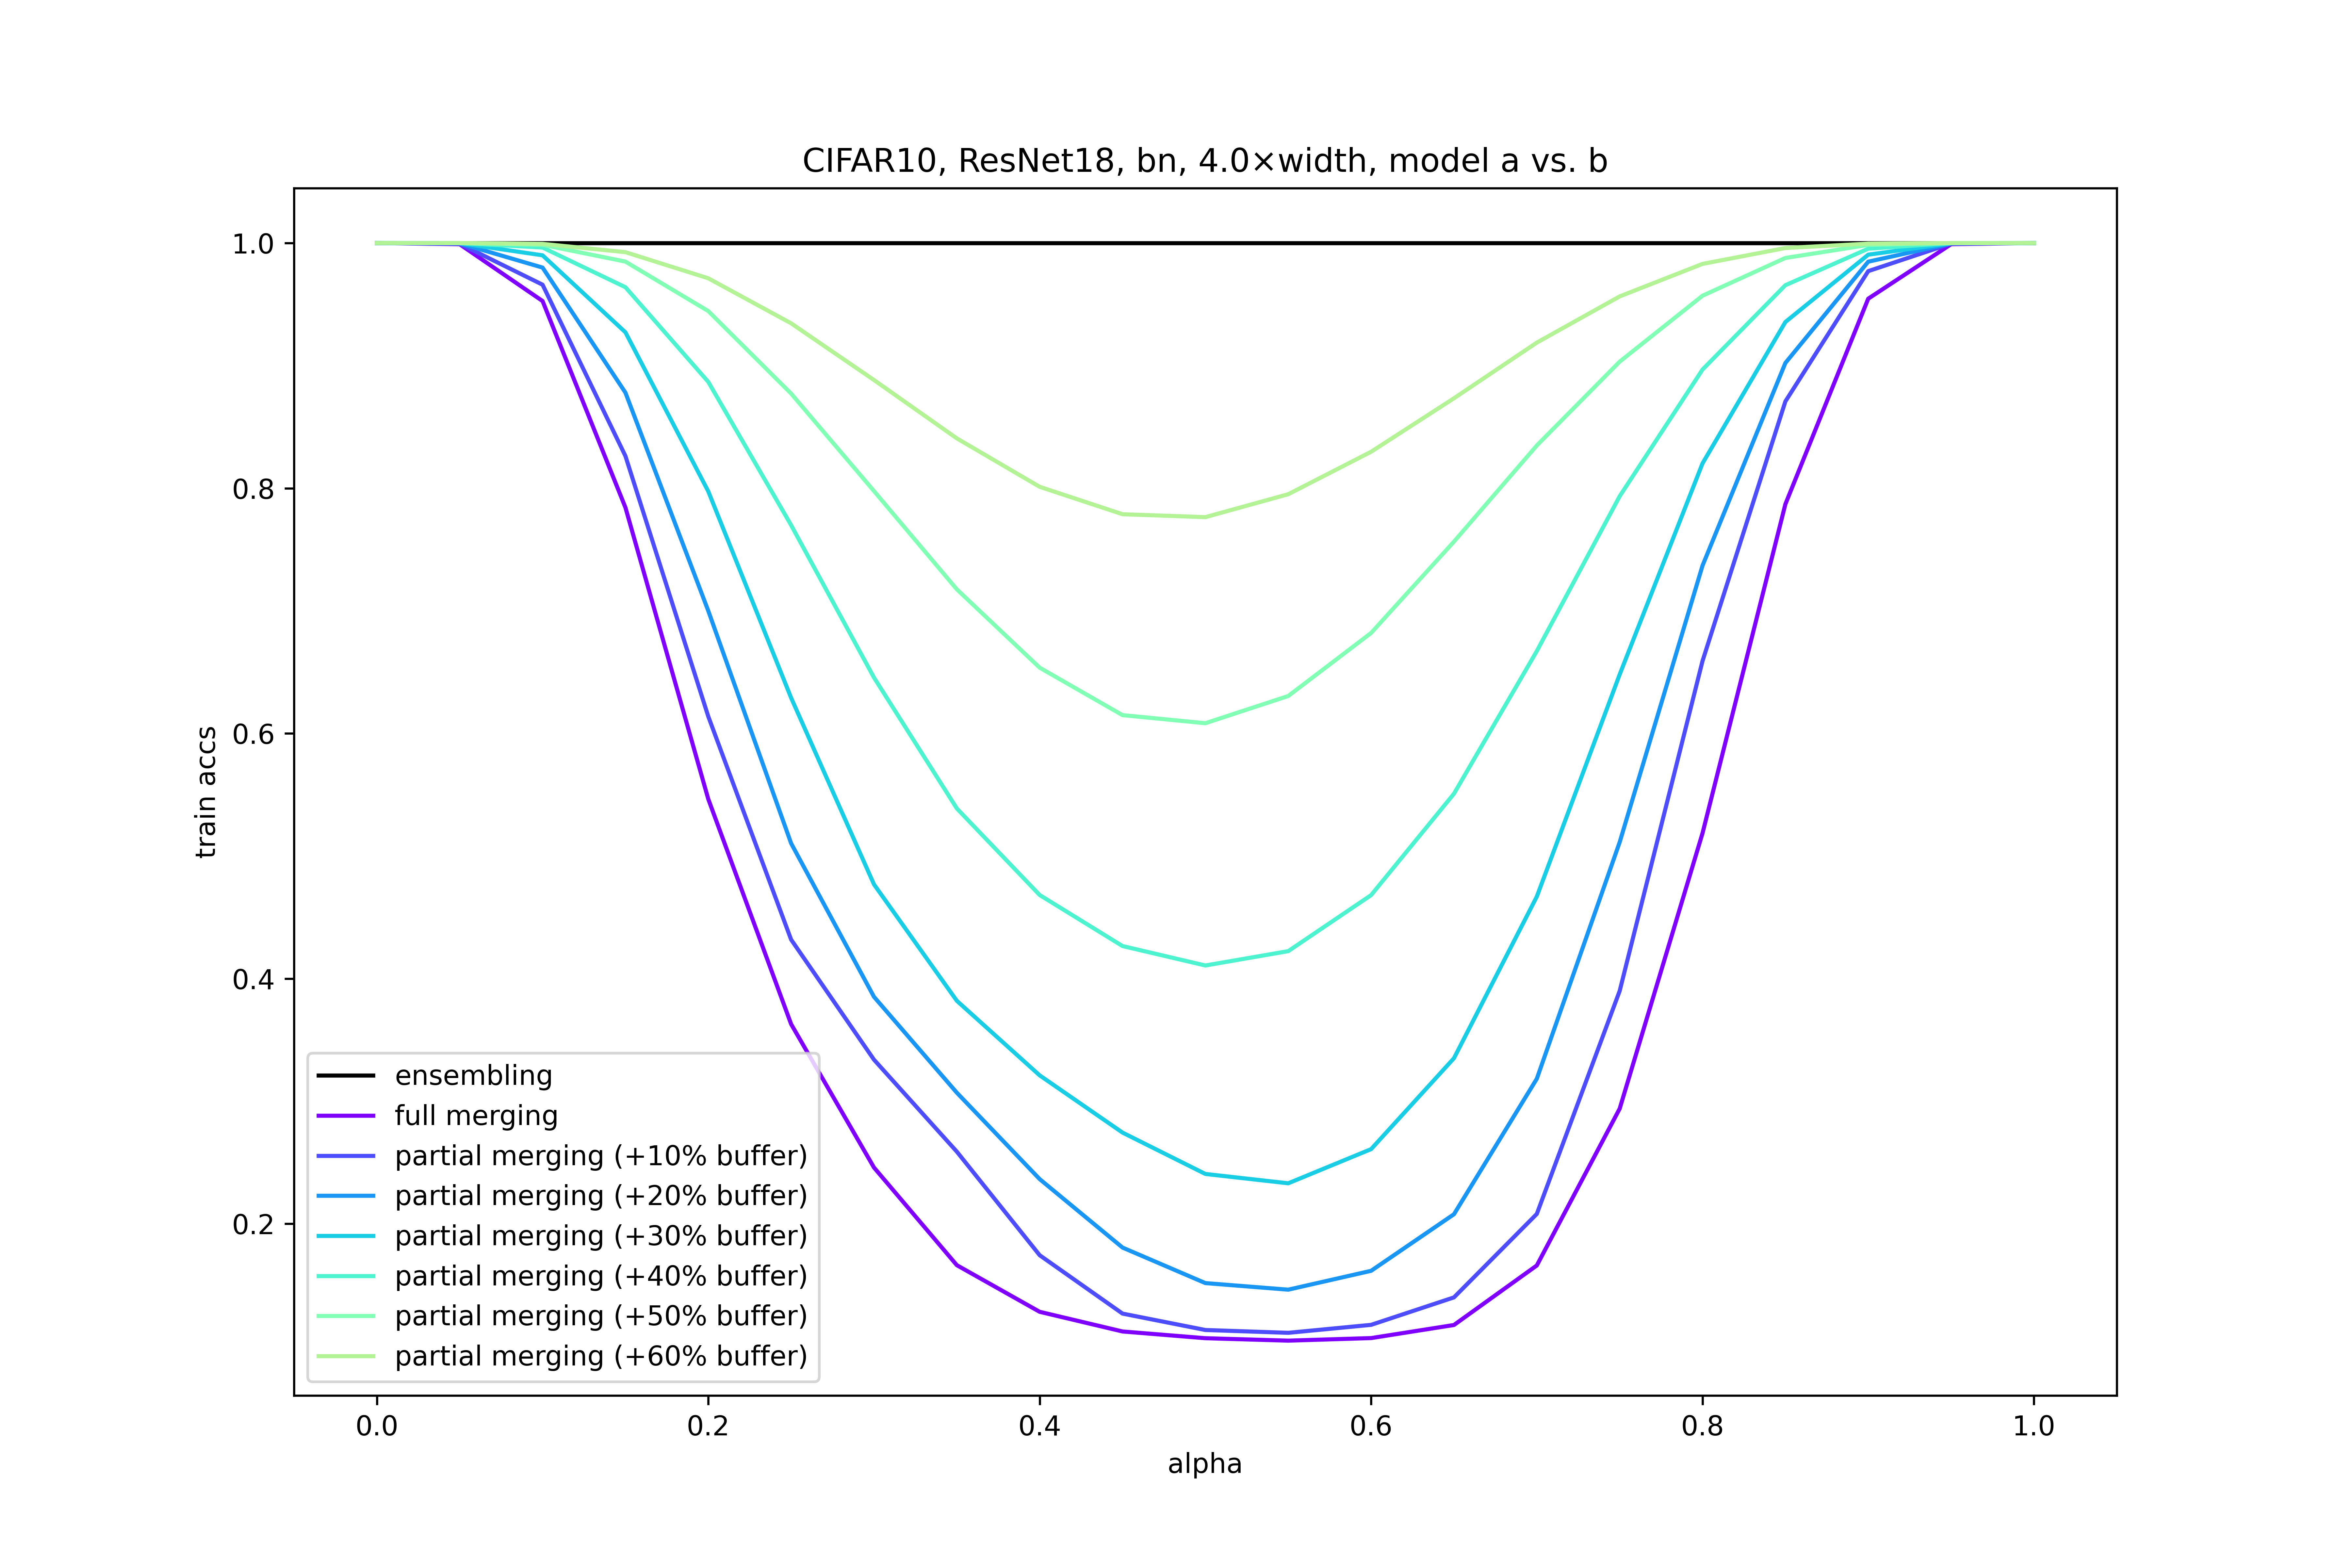 CIFAR10, ResNet18, bn, 4.0×width, model a vs. b
train accs
1.0
0.8
0.6
0.4
0.2
ensembling
full merging
partial merging (+10% buffer)
partial merging (+20% buffer)
partial merging (+30% buffer)
partial merging (+40% buffer)
partial merging (+50% buffer)
partial merging (+60% buffer)
0.0 0.2 0.4 0.6 0.8 1.0
alpha